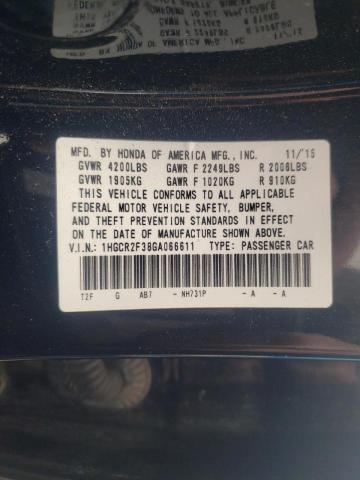 MFD. BY HONDA OF AMERICA MFG., INC. 11/15
GVWR 4200LBS GAWR F 2249LBS R 2006LBS
GVWR 1905KG GAWR F 1020KG R 910KG
THIS VEHICLE CONFORMS TO ALL APPLICABLE
FEDERAL MOTOR VEHICLE SAFETY, BUMPER,
AND THEFT PREVENTION STANDARDS IN EFFECT
ON THE DATE OF MANUFACTURE SHOWN ABOVE.
V.I.N.: 1HGCR2F38GA066611 TYPE: PASSENGER CAR
T2F G AB7 - NH731P - A - A